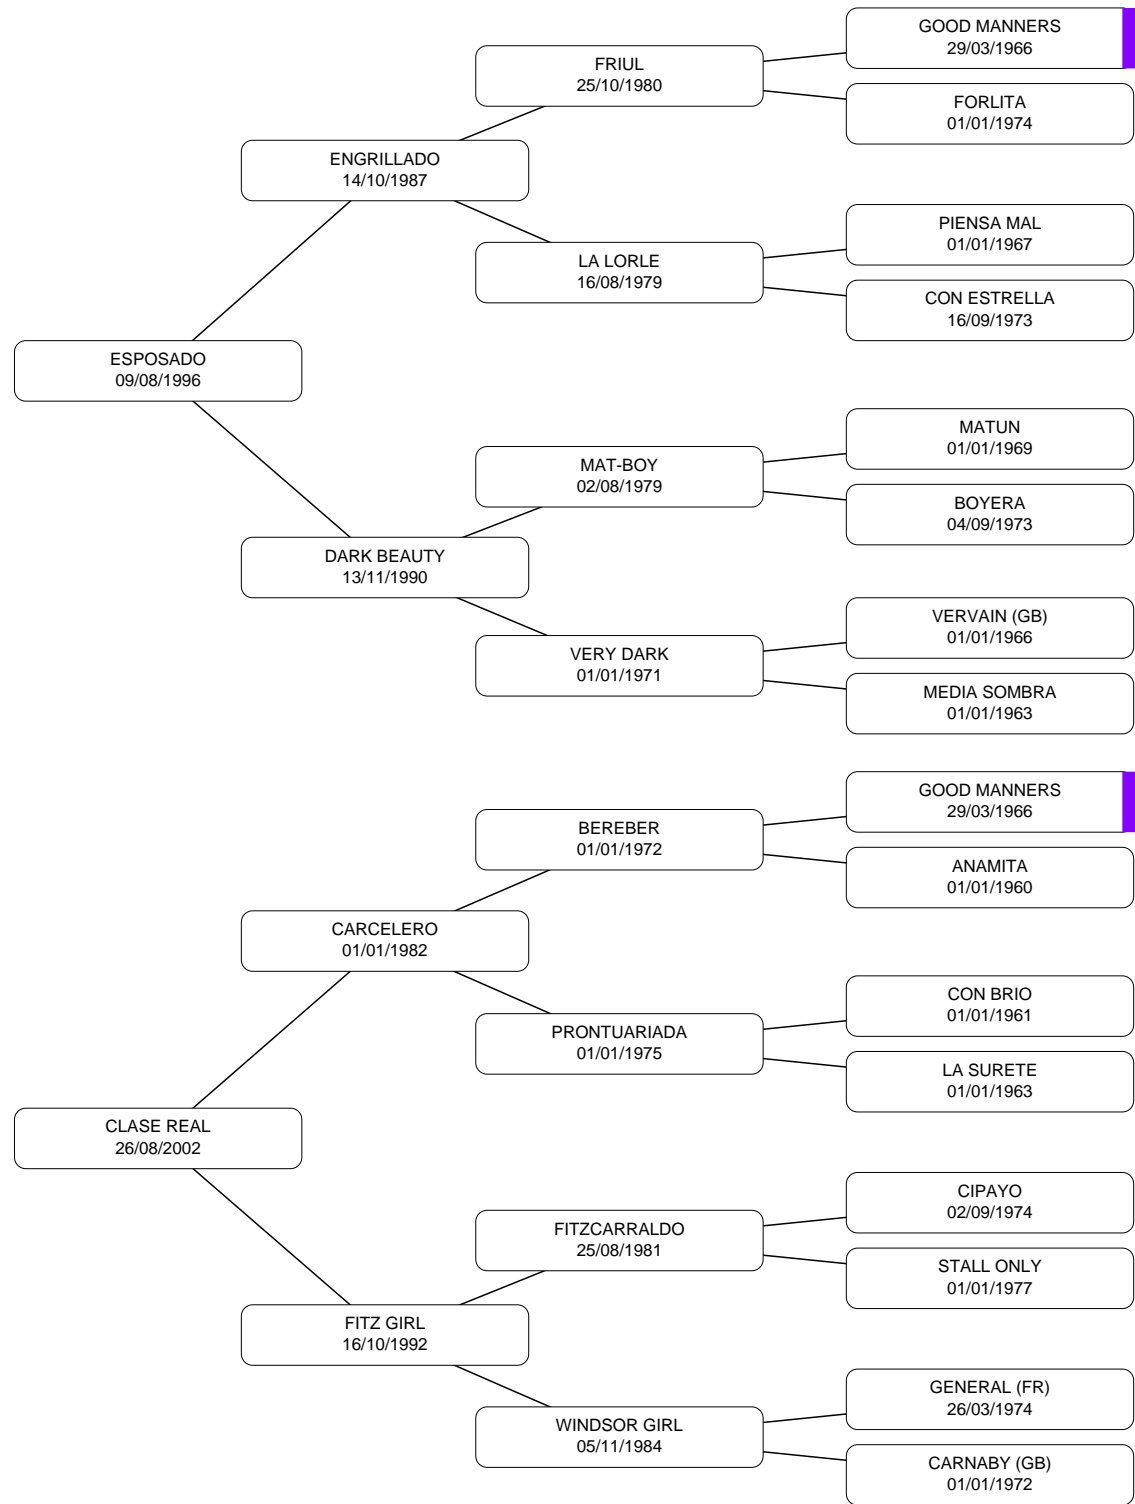 GOOD MANNERS
29/03/1966
FRIUL
25/10/1980
FORLITA
01/01/1974
ENGRILLADO
14/10/1987
PIENSA MAL
01/01/1967
LA LORLE
16/08/1979
CON ESTRELLA
16/09/1973
ESPOSADO
09/08/1996
MATUN
01/01/1969
MAT-BOY
02/08/1979
BOYERA
04/09/1973
DARK BEAUTY
13/11/1990
VERVAIN (GB)
01/01/1966
VERY DARK
01/01/1971
MEDIA SOMBRA
01/01/1963
GOOD MANNERS
29/03/1966
BEREBER
01/01/1972
ANAMITA
01/01/1960
CARCELERO
01/01/1982
CON BRIO
01/01/1961
PRONTUARIADA
01/01/1975
LA SURETE
01/01/1963
CLASE REAL
26/08/2002
CIPAYO
02/09/1974
FITZCARRALDO
25/08/1981
STALL ONLY
01/01/1977
FITZ GIRL
16/10/1992
GENERAL (FR)
26/03/1974
WINDSOR GIRL
05/11/1984
CARNABY (GB)
01/01/1972